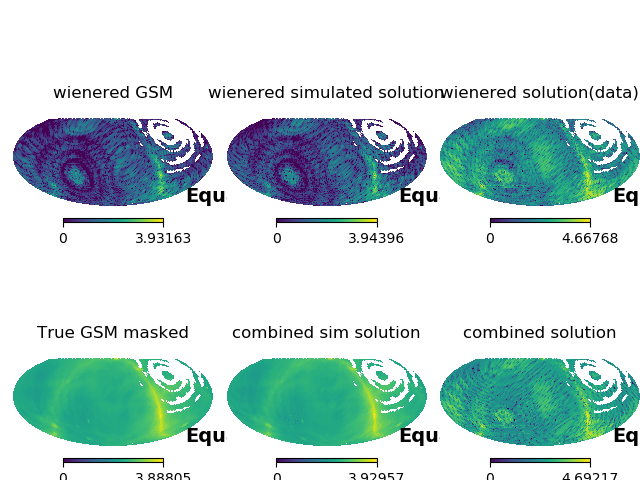 wienered GSM
wienered simulated solution
wienered solution(data)
Equ
Equ
Eq
0 3.93163
0 3.94396
0 4.66768
True GSM masked
combined sim solution
combined solution
Equ
Equ
Eq
0 3.88805
0 3.92957
0 4.69217